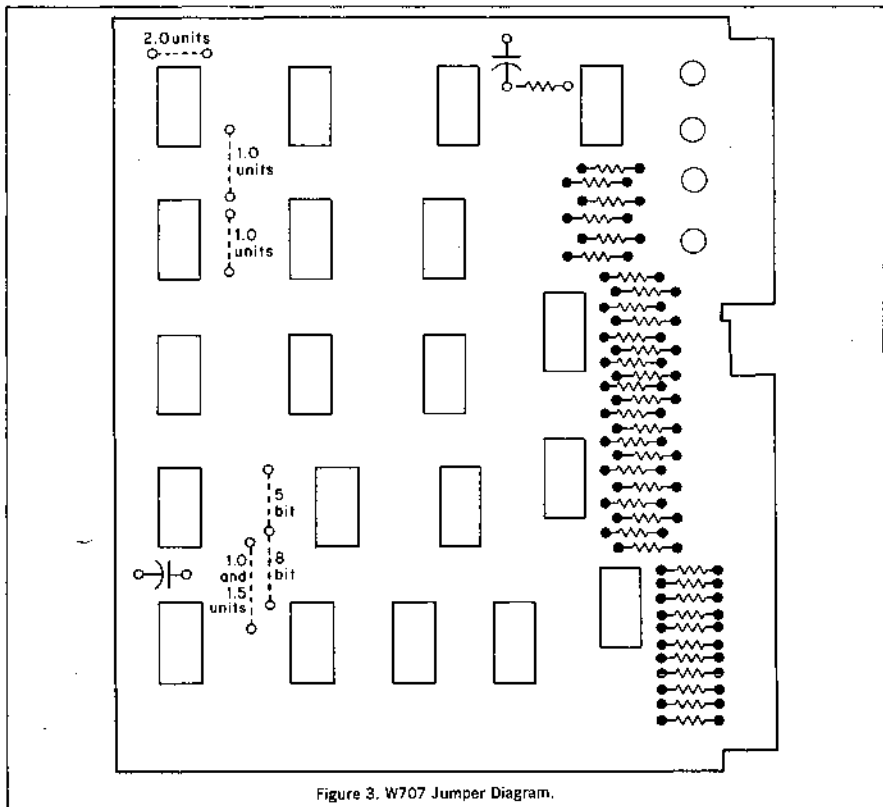 2.0 units
1.0
units
1.0
units
5
bit
8
bit
1.0
and
1.5
units
Figure 3. W707 Jumper Diagram.